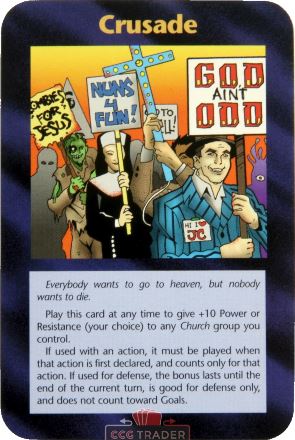 Crusade
ZOMBIES
FOR
JESUS
NUNS
4
FUN!
GO TO
GOD
AIN'T
ODD
HI I ♥
JC
Everybody wants to go to heaven, but nobody
wants to die.
Play this card at any time to give +10 Power or
Resistance (your choice) to any Church group you
control.
If used with an action, it must be played when
that action is first declared, and counts only for that
action. If used for defense, the bonus lasts until the
end of the current turn, is good for defense only,
and does not count toward Goals.
CCG TRADER